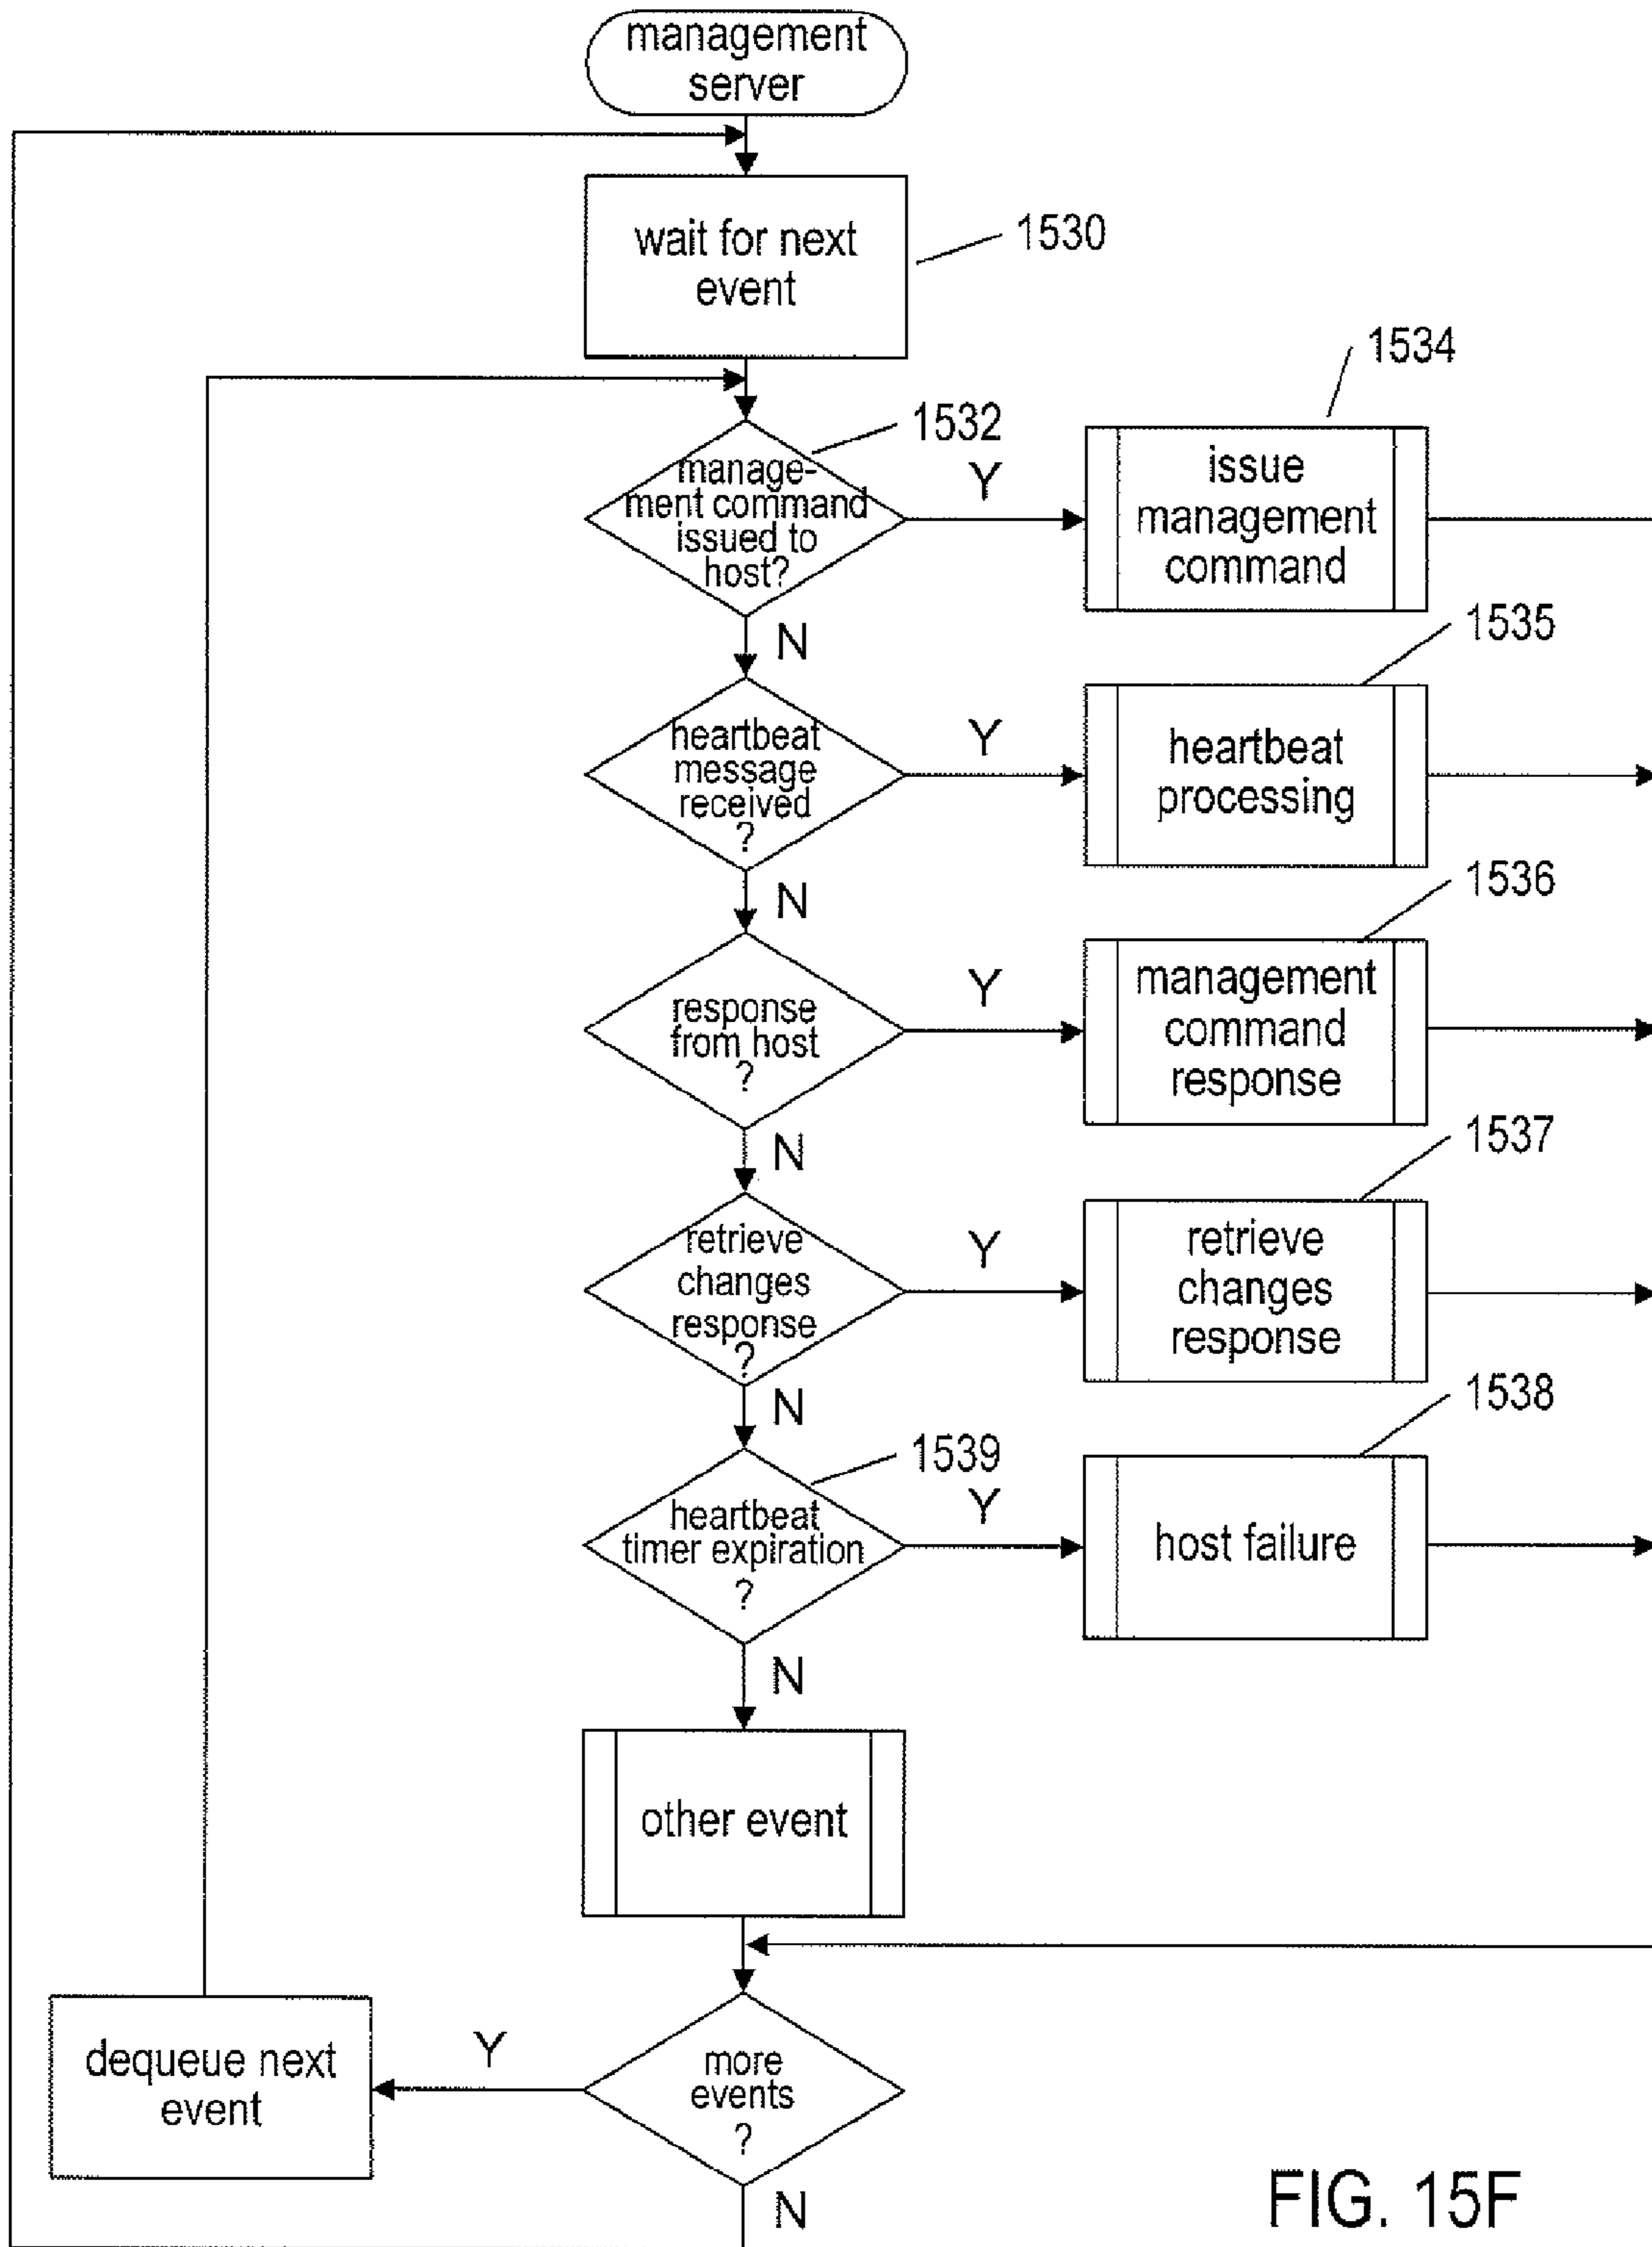 management
server
wait for next
event
1530
1532
manage-
ment command
issued to
host?
Y
1534
issue
management
command
N
heartbeat
message
received
?
Y
1535
heartbeat
processing
N
response
from host
?
Y
1536
management
command
response
N
retrieve
changes
response
?
Y
1537
retrieve
changes
response
N
1539
heartbeat
timer expiration
?
Y
1538
host failure
N
other event
more
events
?
Y
dequeue next
event
N
FIG. 15F